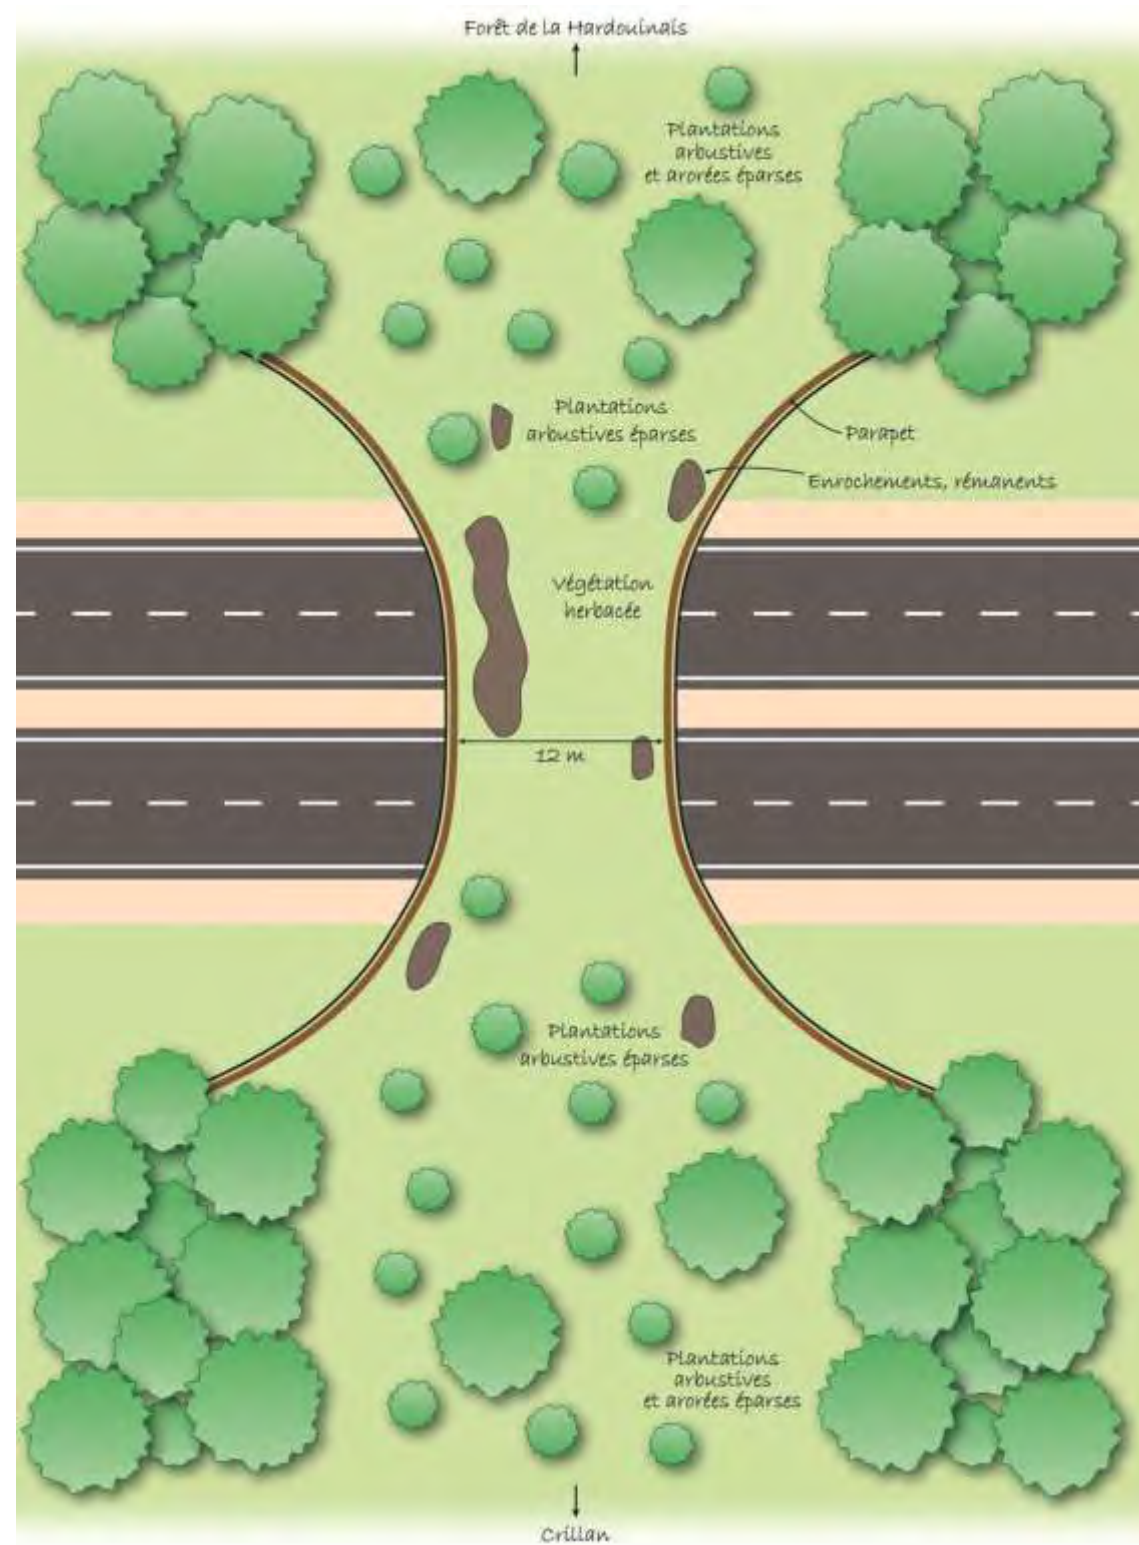 Forêt de la Hardouinais
Plantations
arbustives
et arorées éparses
Plantations
arbustives éparses
Parapet
Enrochements, rémanents
Végétation
herbacée
12 m
Plantations
arbustives éparses
Plantations
arbustives
et arorées éparses
Crillan